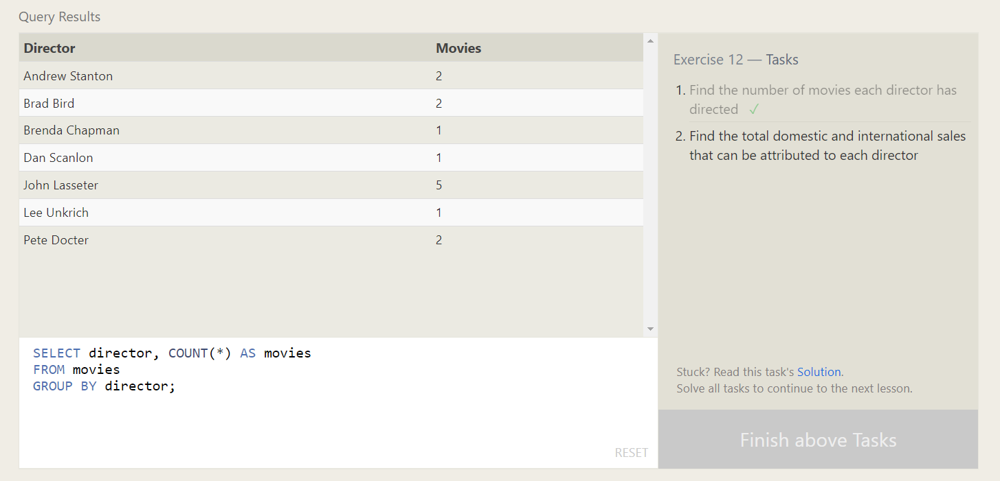 Query Results
Director Movies
Andrew Stanton 2
Brad Bird 2
Brenda Chapman 1
Dan Scanlon 1
John Lasseter 5
Lee Unkrich 1
Pete Docter 2
SELECT director, COUNT(*) AS movies
FROM movies
GROUP BY director;
RESET
Exercise 12 — Tasks
1. Find the number of movies each director has
directed ✓
2. Find the total domestic and international sales
that can be attributed to each director
Stuck? Read this task's Solution.
Solve all tasks to continue to the next lesson.
Finish above Tasks